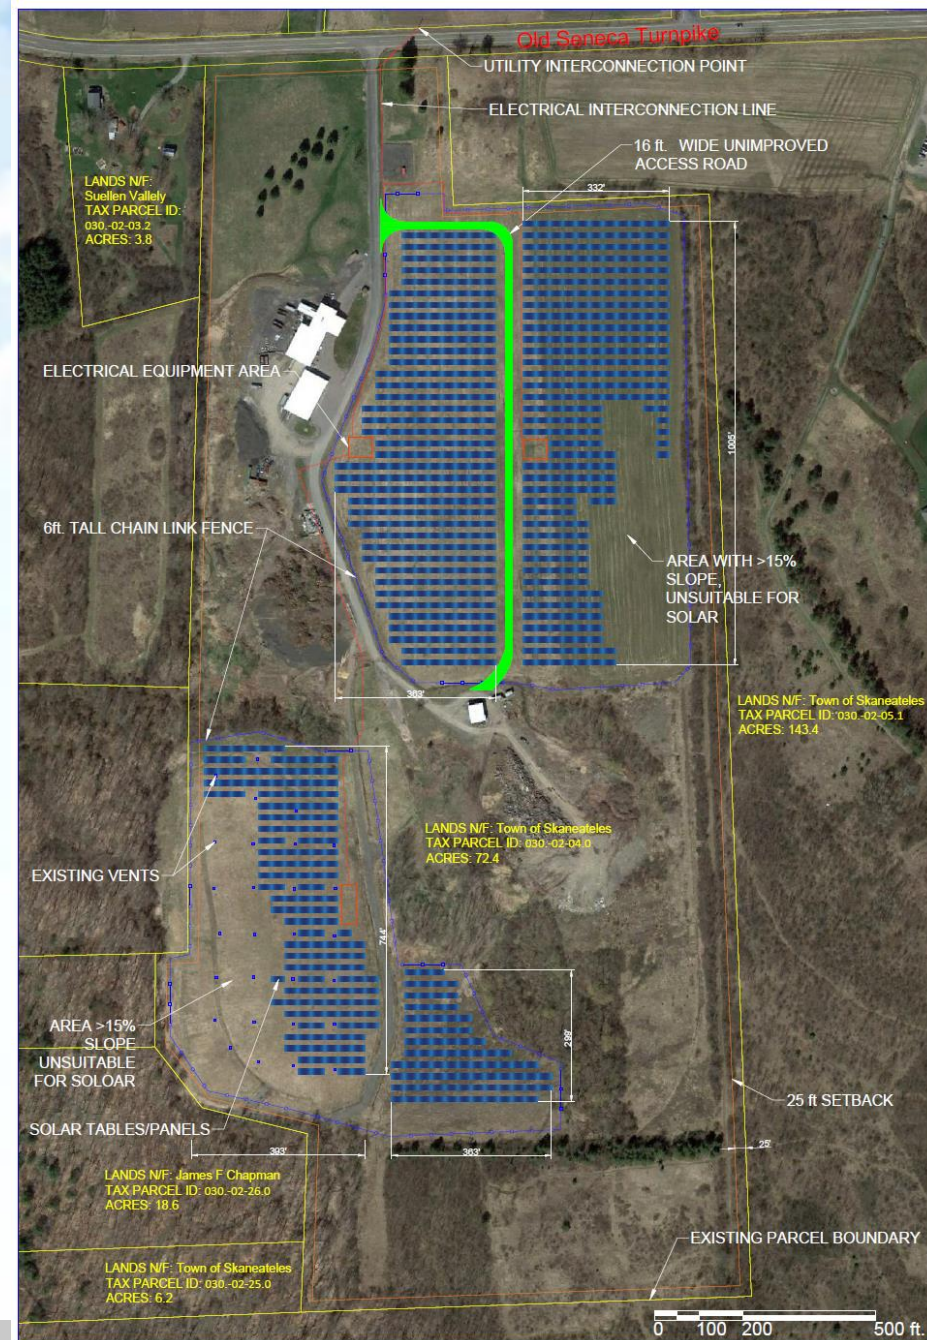 Old Seneca Turnpike
UTILITY INTERCONNECTION POINT
ELECTRICAL INTERCONNECTION LINE
16 ft. WIDE UNIMPROVED
ACCESS ROAD
332'
LANDS N/F:
Suellen Vallely
TAX PARCEL ID:
030.-02-03.2
ACRES: 3.8
ELECTRICAL EQUIPMENT AREA
1005'
6ft. TALL CHAIN LINK FENCE
AREA WITH >15%
SLOPE,
UNSUITABLE FOR
SOLAR
363'
LANDS N/F: Town of Skaneateles
TAX PARCEL ID: 030.-02-05.1
ACRES: 143.4
LANDS N/F: Town of Skaneateles
TAX PARCEL ID: 030.-02-04.0
ACRES: 72.4
EXISTING VENTS
744'
AREA >15%
SLOPE
UNSUITABLE
FOR SOLOAR
299'
25 ft SETBACK
SOLAR TABLES/PANELS
393'
363'
25'
LANDS N/F: James F Chapman
TAX PARCEL ID: 030.-02-26.0
ACRES: 18.6
EXISTING PARCEL BOUNDARY
LANDS N/F: Town of Skaneateles
TAX PARCEL ID: 030.-02-25.0
ACRES: 6.2
0 100 200 500 ft.